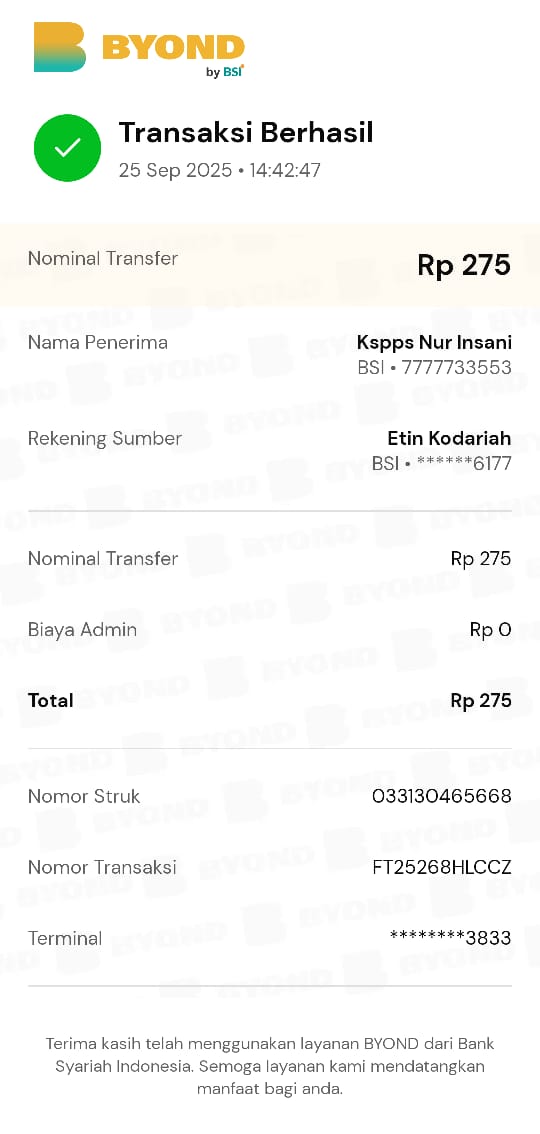 BYOND
by BSI
Transaksi Berhasil
25 Sep 2025 • 14:42:47
Nominal Transfer
Rp 275
Nama Penerima
Kspps Nur Insani
BSI • 7777733553
Rekening Sumber
Etin Kodariah
BSI • ******6177
Nominal Transfer
Rp 275
Biaya Admin
Rp 0
Total
Rp 275
Nomor Struk
033130465668
Nomor Transaksi
FT25268HLCCZ
Terminal
********3833
Terima kasih telah menggunakan layanan BYOND dari Bank
Syariah Indonesia. Semoga layanan kami mendatangkan
manfaat bagi anda.